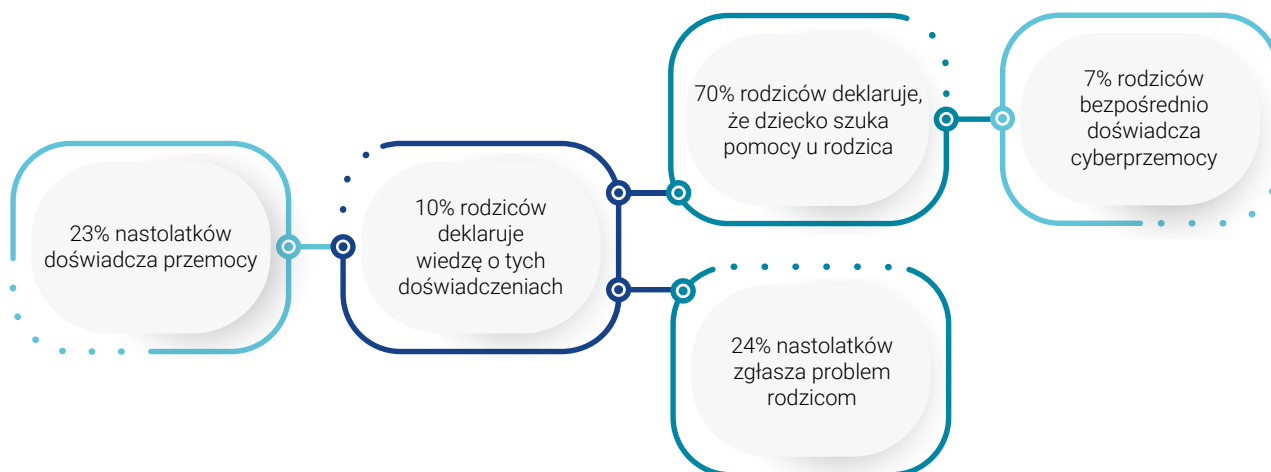 23% nastolatków
doświadcza przemocy
10% rodziców
deklaruje
wiedzę o tych
doświadczeniach
70% rodziców deklaruje,
że dziecko szuka
pomocy u rodzica
7% rodziców
bezpośrednio
doświadcza
cyberprzemocy
24% nastolatków
zgłasza problem
rodzicom